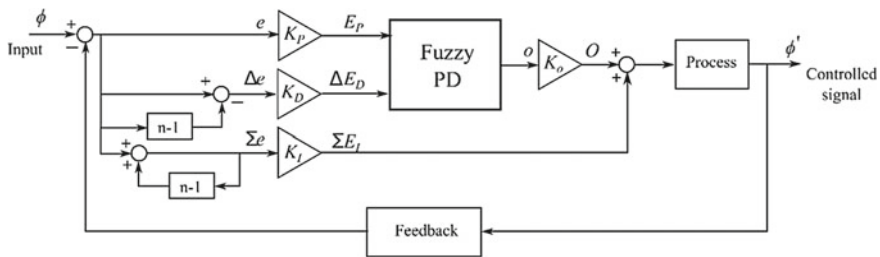 ϕ
+
−
Input
e
K_P
E_P
Fuzzy
PD
o
K_o
O
+
+
Process
ϕ'
Controlled
signal
+
−
Δe
K_D
ΔE_D
n-1
+
+
Σe
K_I
ΣE_I
n-1
Feedback